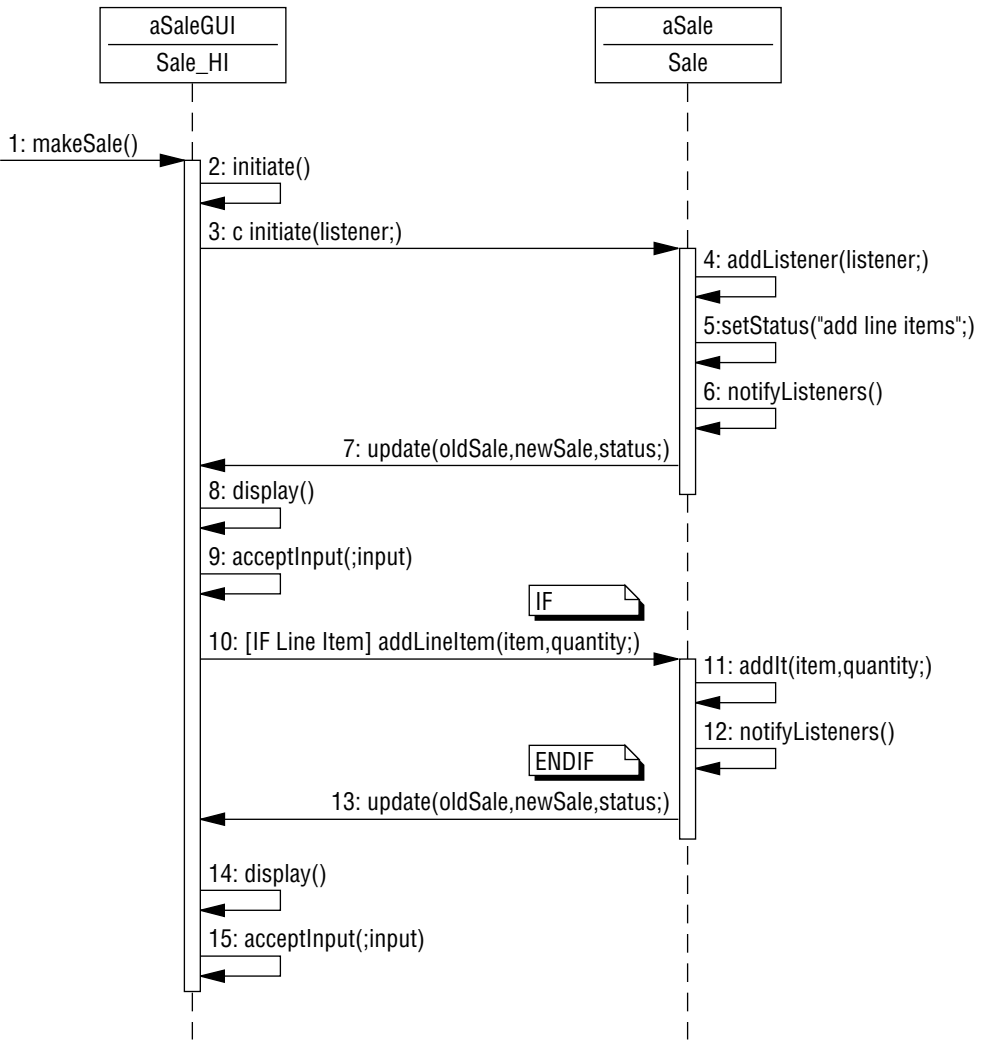 aSaleGUI
Sale_HI
aSale
Sale
1: makeSale()
2: initiate()
3: c initiate(listener;)
4: addListener(listener;)
5:setStatus("add line items";)
6: notifyListeners()
7: update(oldSale,newSale,status;)
8: display()
9: acceptInput(;input)
IF
10: [IF Line Item] addLineItem(item,quantity;)
11: addIt(item,quantity;)
12: notifyListeners()
ENDIF
13: update(oldSale,newSale,status;)
14: display()
15: acceptInput(;input)